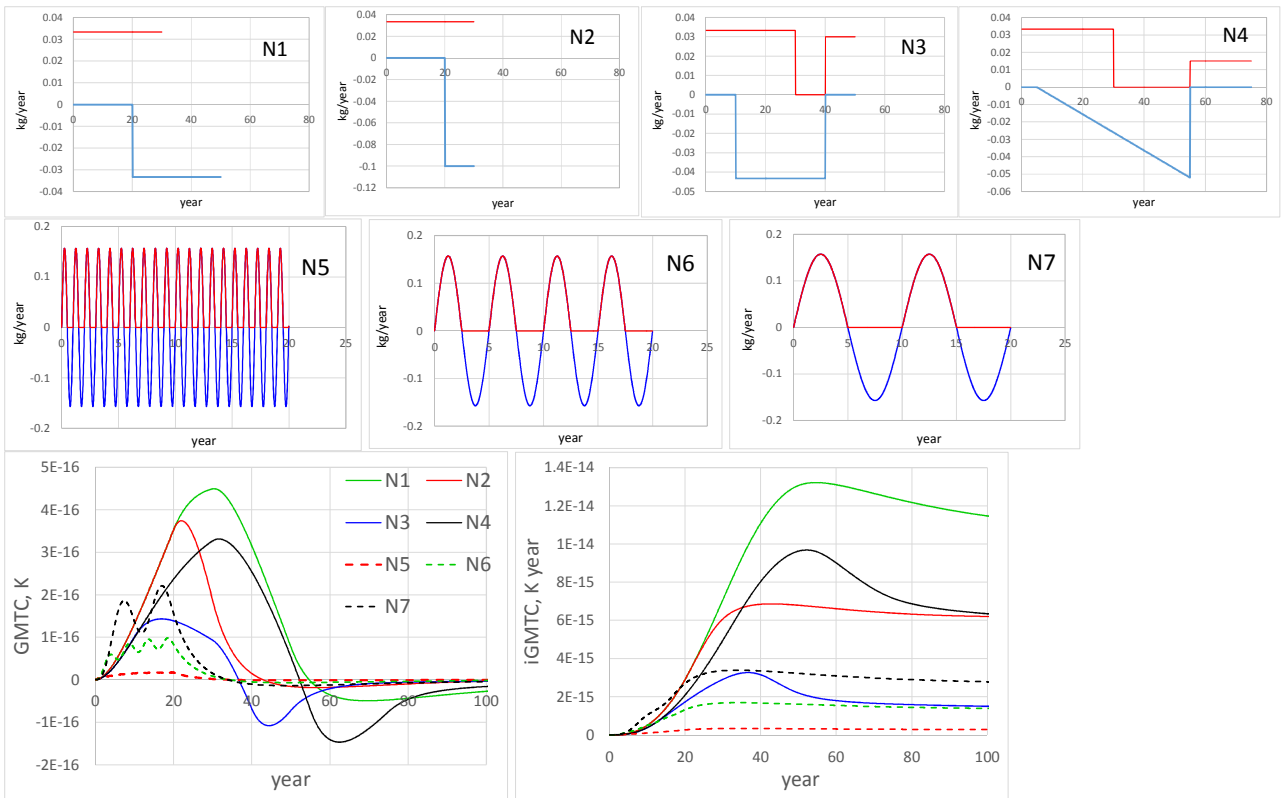 N1
0.04
0.03
0.02
0.01
0
-0.01
-0.02
-0.03
-0.04
0 20 40 60 80
kg/year
year
N2
0.04
0.02
0
-0.02
-0.04
-0.06
-0.08
-0.1
-0.12
0 20 40 60 80
kg/year
year
N3
0.04
0.03
0.02
0.01
0
-0.01
-0.02
-0.03
-0.04
-0.05
0 20 40 60 80
kg/year
year
N4
0.04
0.03
0.02
0.01
0
-0.01
-0.02
-0.03
-0.04
-0.05
-0.06
0 20 40 60 80
kg/year
year
N5
0.2
0.1
0
-0.1
-0.2
0 5 10 15 20 25
kg/year
year
N6
0.2
0.1
0
-0.1
-0.2
0 5 10 15 20 25
kg/year
year
N7
0.2
0.1
0
-0.1
-0.2
0 5 10 15 20 25
kg/year
year
GMTC, K
5E-16
4E-16
3E-16
2E-16
1E-16
0
-1E-16
-2E-16
N1 N2
N3 N4
N5 N6
N7
0 20 40 60 80 100
year
iGMTC, K year
1.4E-14
1.2E-14
1E-14
8E-15
6E-15
4E-15
2E-15
0
0 20 40 60 80 100
year